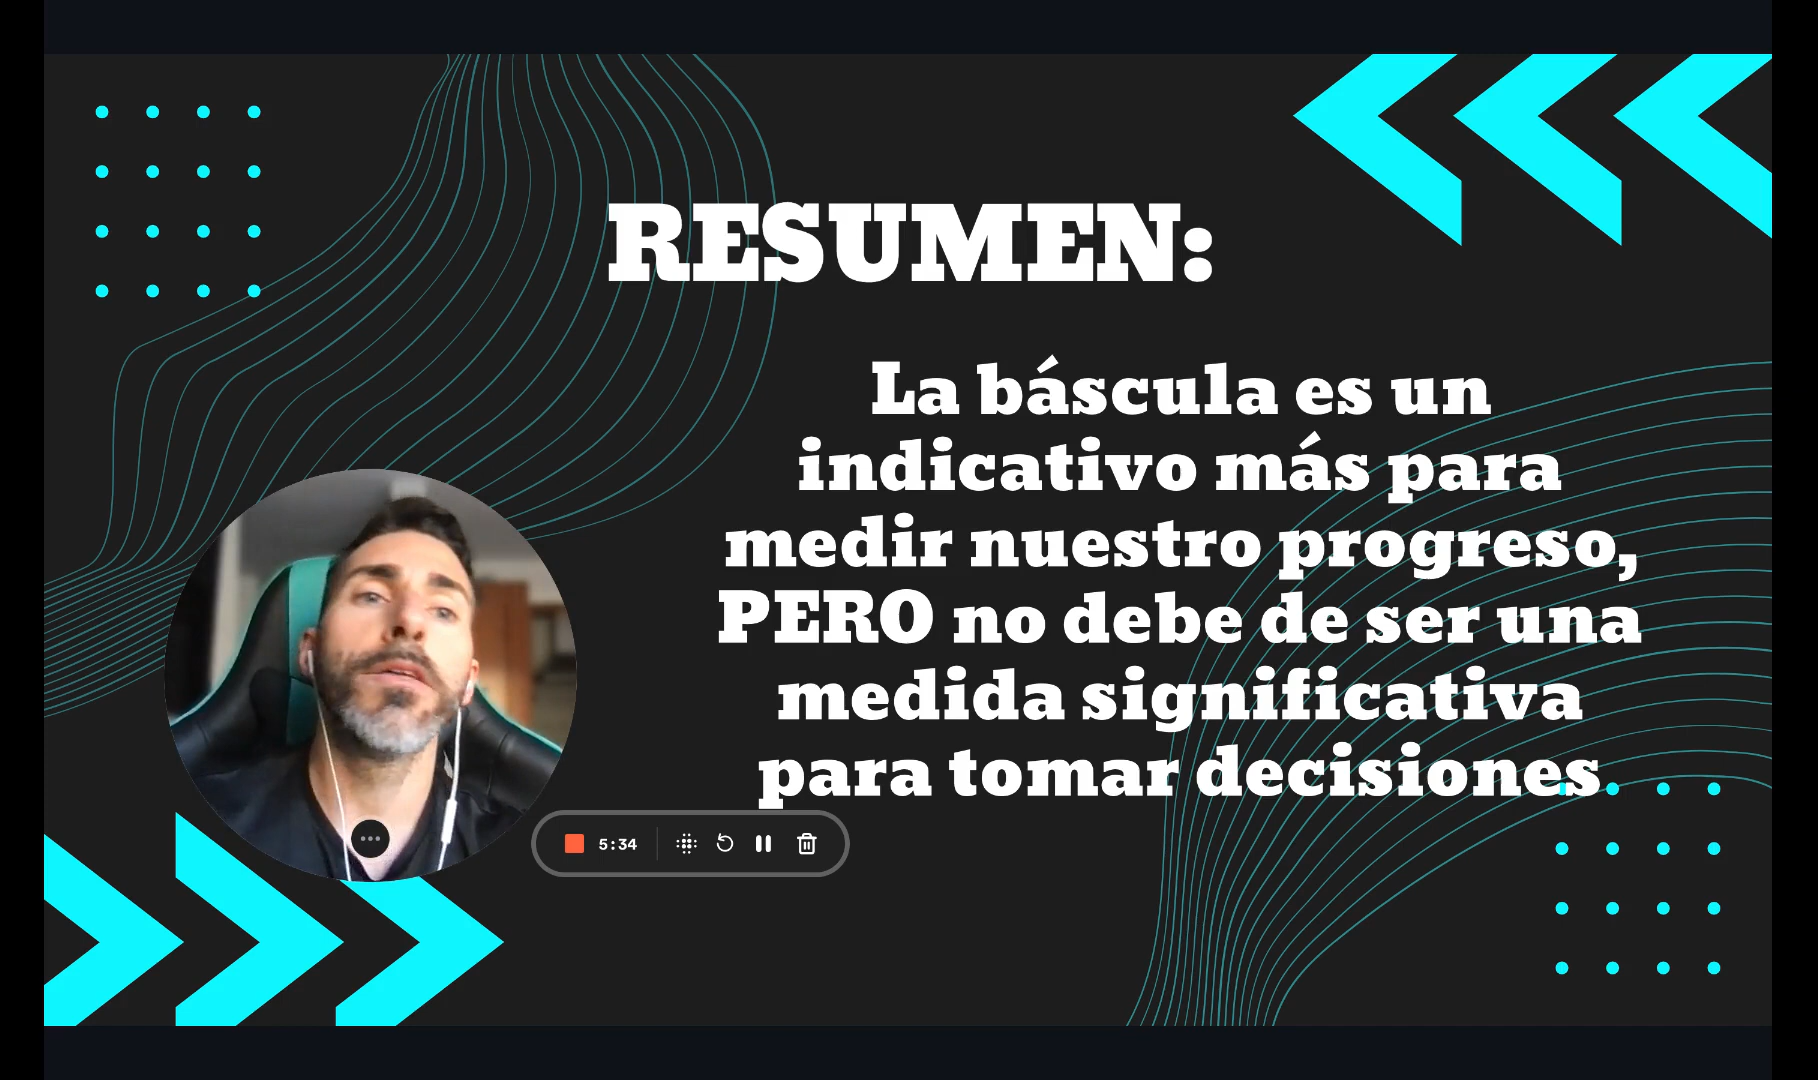 RESUMEN:
La báscula es un
indicativo más para
medir nuestro progreso,
PERO no debe de ser una
medida significativa
para tomar decisiones
5:34